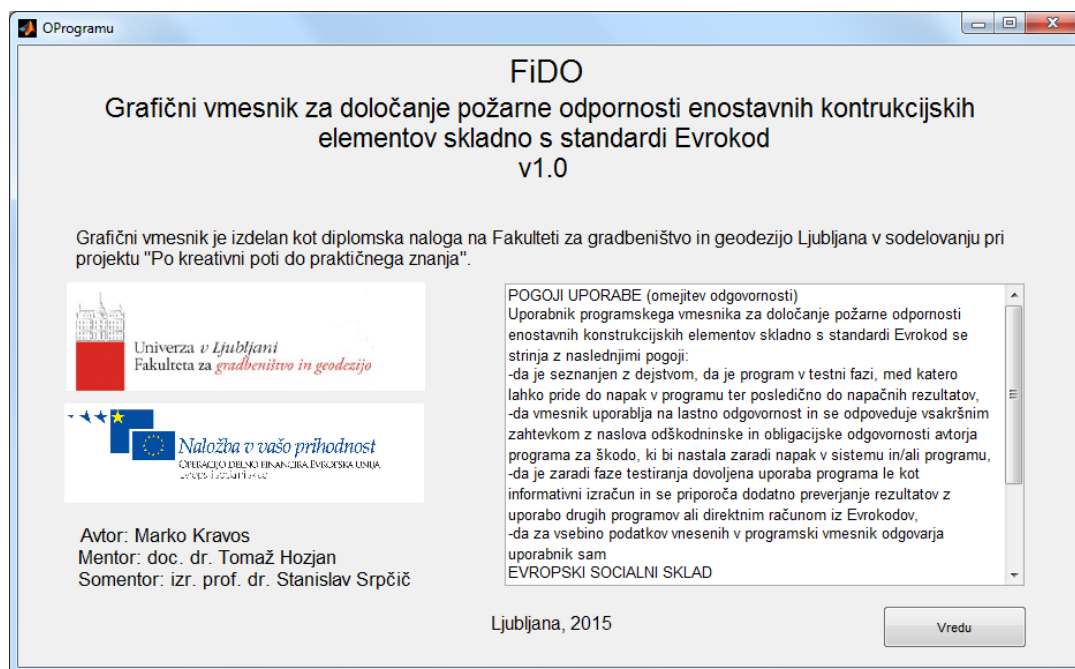 OProgramu
FiDO
Grafični vmesnik za določanje požarne odpornosti enostavnih kontrukcijskih
elementov skladno s standardi Evrokod
v1.0
Grafični vmesnik je izdelan kot diplomska naloga na Fakulteti za gradbeništvo in geodezijo Ljubljana v sodelovanju pri
projektu "Po kreativni poti do praktičnega znanja".
Univerza v Ljubljani
Fakulteta za gradbeništvo in geodezijo
Naložba v vašo prihodnost
OPERACIJO DELNO FINANCIRA EVROPSKA UNIJA
Avtor: Marko Kravos
Mentor: doc. dr. Tomaž Hozjan
Somentor: izr. prof. dr. Stanislav Srpčič
POGOJI UPORABE (omejitev odgovornosti)
Uporabnik programskega vmesnika za določanje požarne odpornosti
enostavnih konstrukcijskih elementov skladno s standardi Evrokod se
strinja z naslednjimi pogoji:
-da je seznanjen z dejstvom, da je program v testni fazi, med katero
lahko pride do napak v programu ter posledično do napačnih rezultatov,
-da vmesnik uporablja na lastno odgovornost in se odpoveduje vsakršnim
zahtevkom z naslova odškodninske in obligacijske odgovornosti avtorja
programa za škodo, ki bi nastala zaradi napak v sistemu in/ali programu,
-da je zaradi faze testiranja dovoljena uporaba programa le kot
informativni izračun in se priporoča dodatno preverjanje rezultatov z
uporabo drugih programov ali direktnim računom iz Evrokodov,
-da za vsebino podatkov vnesenih v programski vmesnik odgovarja
uporabnik sam
EVROPSKI SOCIALNI SKLAD
Ljubljana, 2015
Vredu